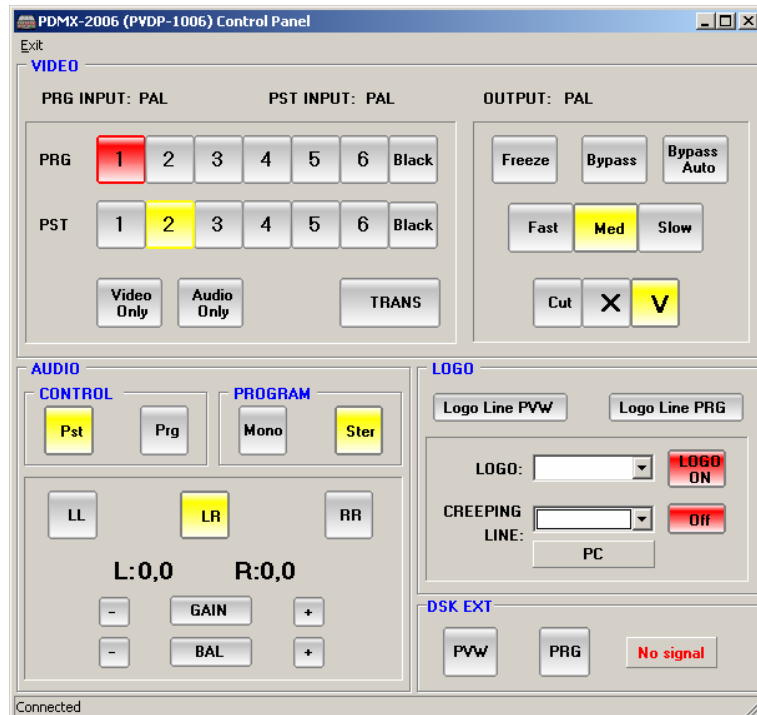 PDMX-2006 (PVDP-1006) Control Panel
Exit
VIDEO
PRG INPUT: PAL PST INPUT: PAL OUTPUT: PAL
PRG 1 2 3 4 5 6 Black
Freeze Bypass Bypass Auto
PST 1 2 3 4 5 6 Black
Fast Med Slow
Video Only Audio Only TRANS
Cut X V
AUDIO
CONTROL PROGRAM
Pst Prg Mono Ster
LL LR RR
L:0,0 R:0,0
- GAIN +
- BAL +
LOGO
Logo Line PVW Logo Line PRG
LOGO: LOGO ON
CREEPING LINE: Off
PC
DSK EXT
PVW PRG No signal
Connected